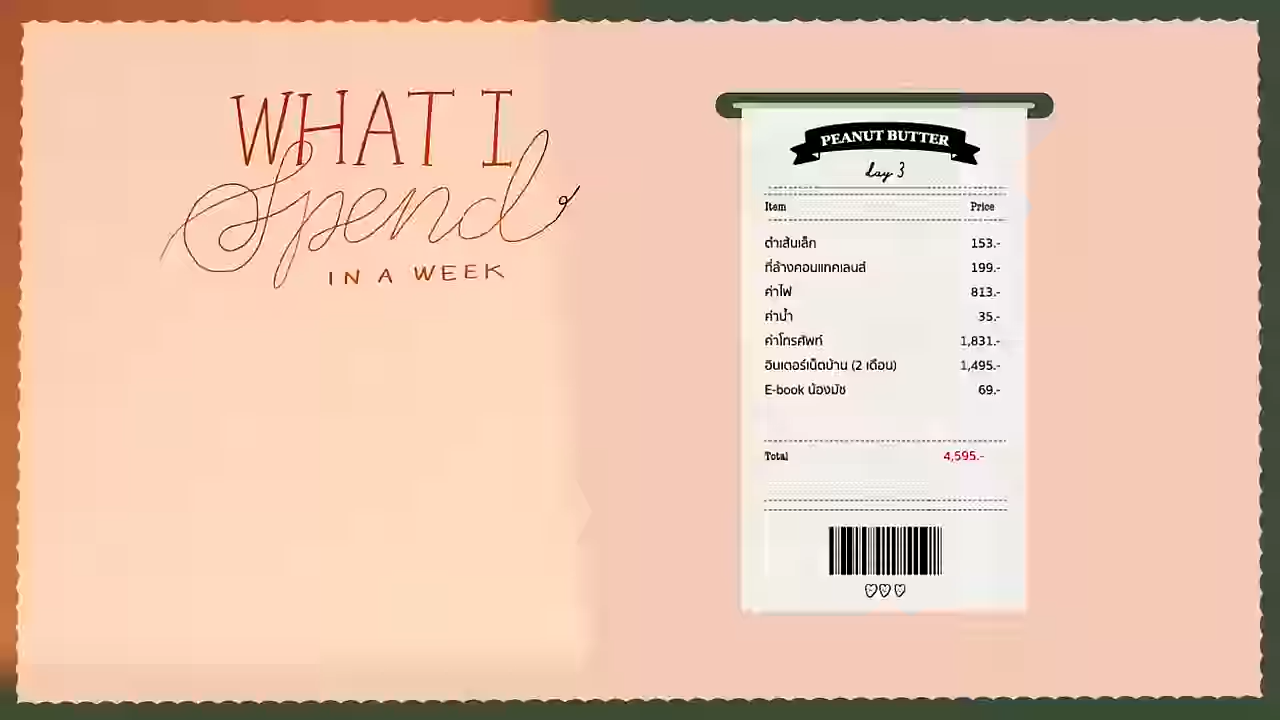 WHAT I
Spend
IN A WEEK
PEANUT BUTTER
day 3
Item Price
ตำเส้นเล็ก 153.-
ที่ล้างคอนแทคเลนส์ 199.-
ค่าไฟ 813.-
ค่าน้ำ 35.-
ค่าโทรศัพท์ 1,831.-
อินเตอร์เน็ตบ้าน (2 เดือน) 1,495.-
E-book น้องมัช 69.-
Total 4,595.-